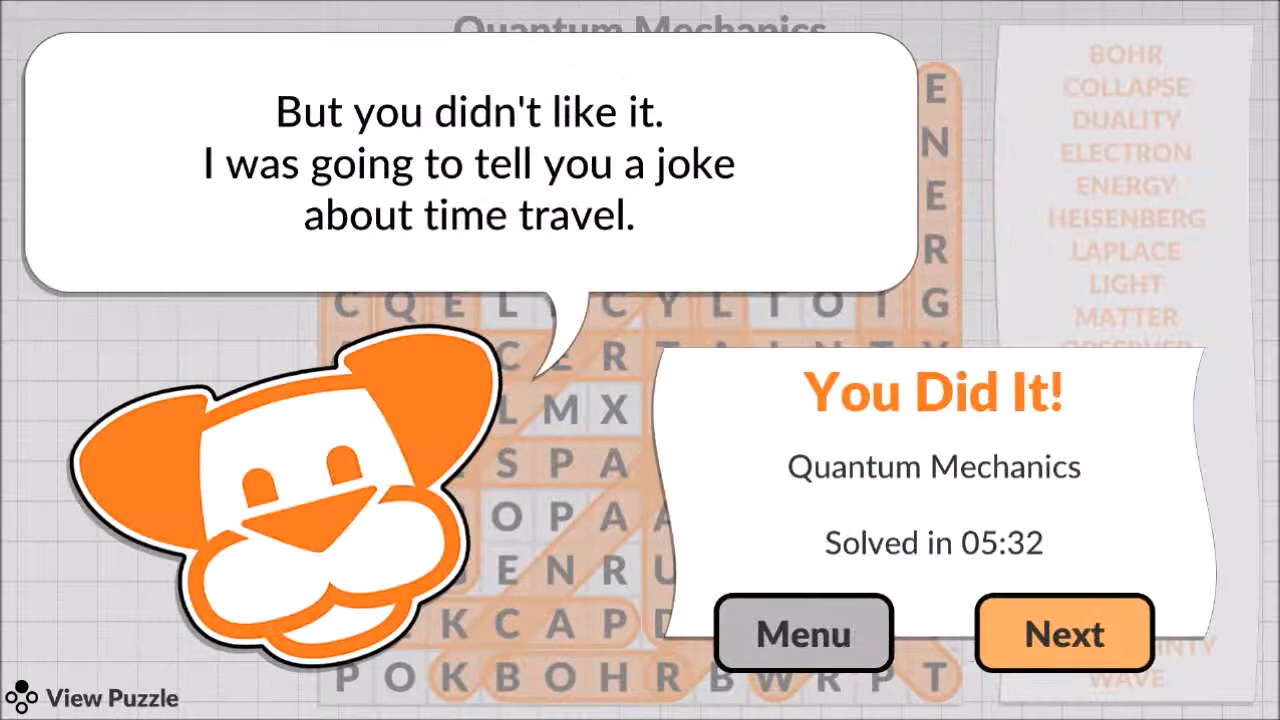 Quantum Mechanics
But you didn't like it.
I was going to tell you a joke
about time travel.
BOHR
COLLAPSE
DUALITY
ELECTRON
ENERGY
HEISENBERG
LAPLACE
LIGHT
MATTER
E
N
E
R
C Q E L C Y L T O I G
C E R
L M X
S P A
O P A
E N R U
K C A P
P O K B O H R B W R P T
You Did It!
Quantum Mechanics
Solved in 05:32
Menu
Next
WAVE
View Puzzle